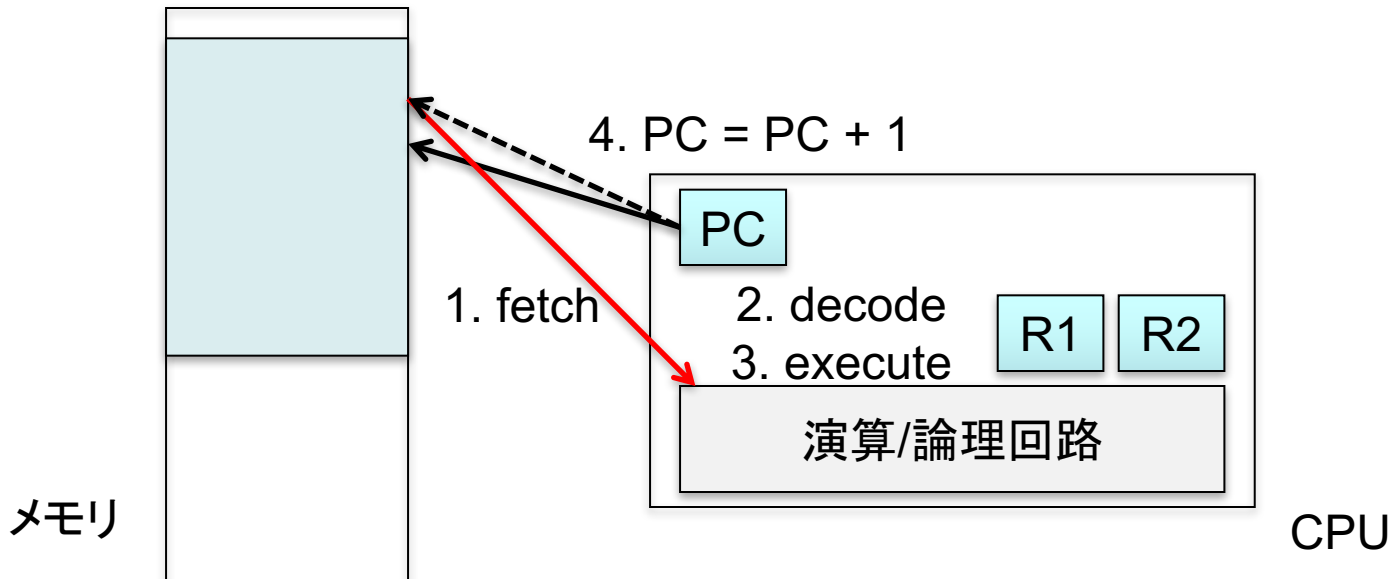 4. PC = PC + 1
PC
1. fetch
2. decode
3. execute
R1
R2
演算/論理回路
メモリ
CPU